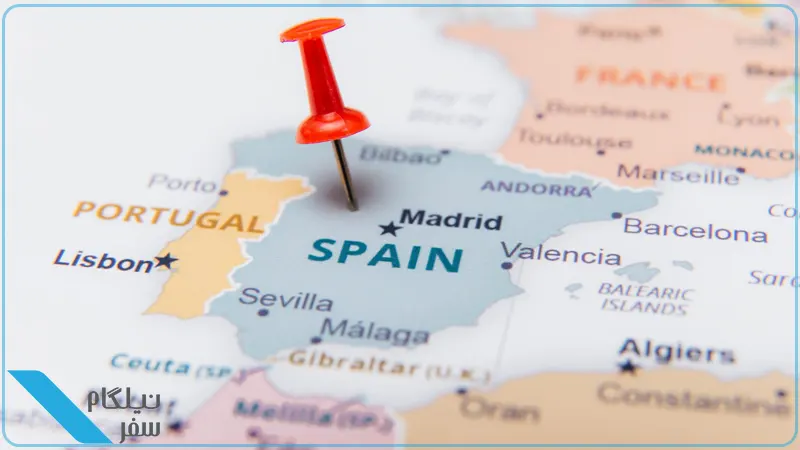 FRANCE
Bay of
Biscay
Bordeaux
Lyon
Toulouse
MONACO
Bilbao
Marseille
ANDORRA
Porto
PORTUGAL
Madrid
Barcelona
SPAIN
Valencia
Lisbon
BALEARIC
ISLANDS
Sevilla
Málaga
Algiers
Gibraltar (U.K.)
Ceuta (SP.)
Constantine
Oran
Melilla (SP.)
نیلگام
سفر